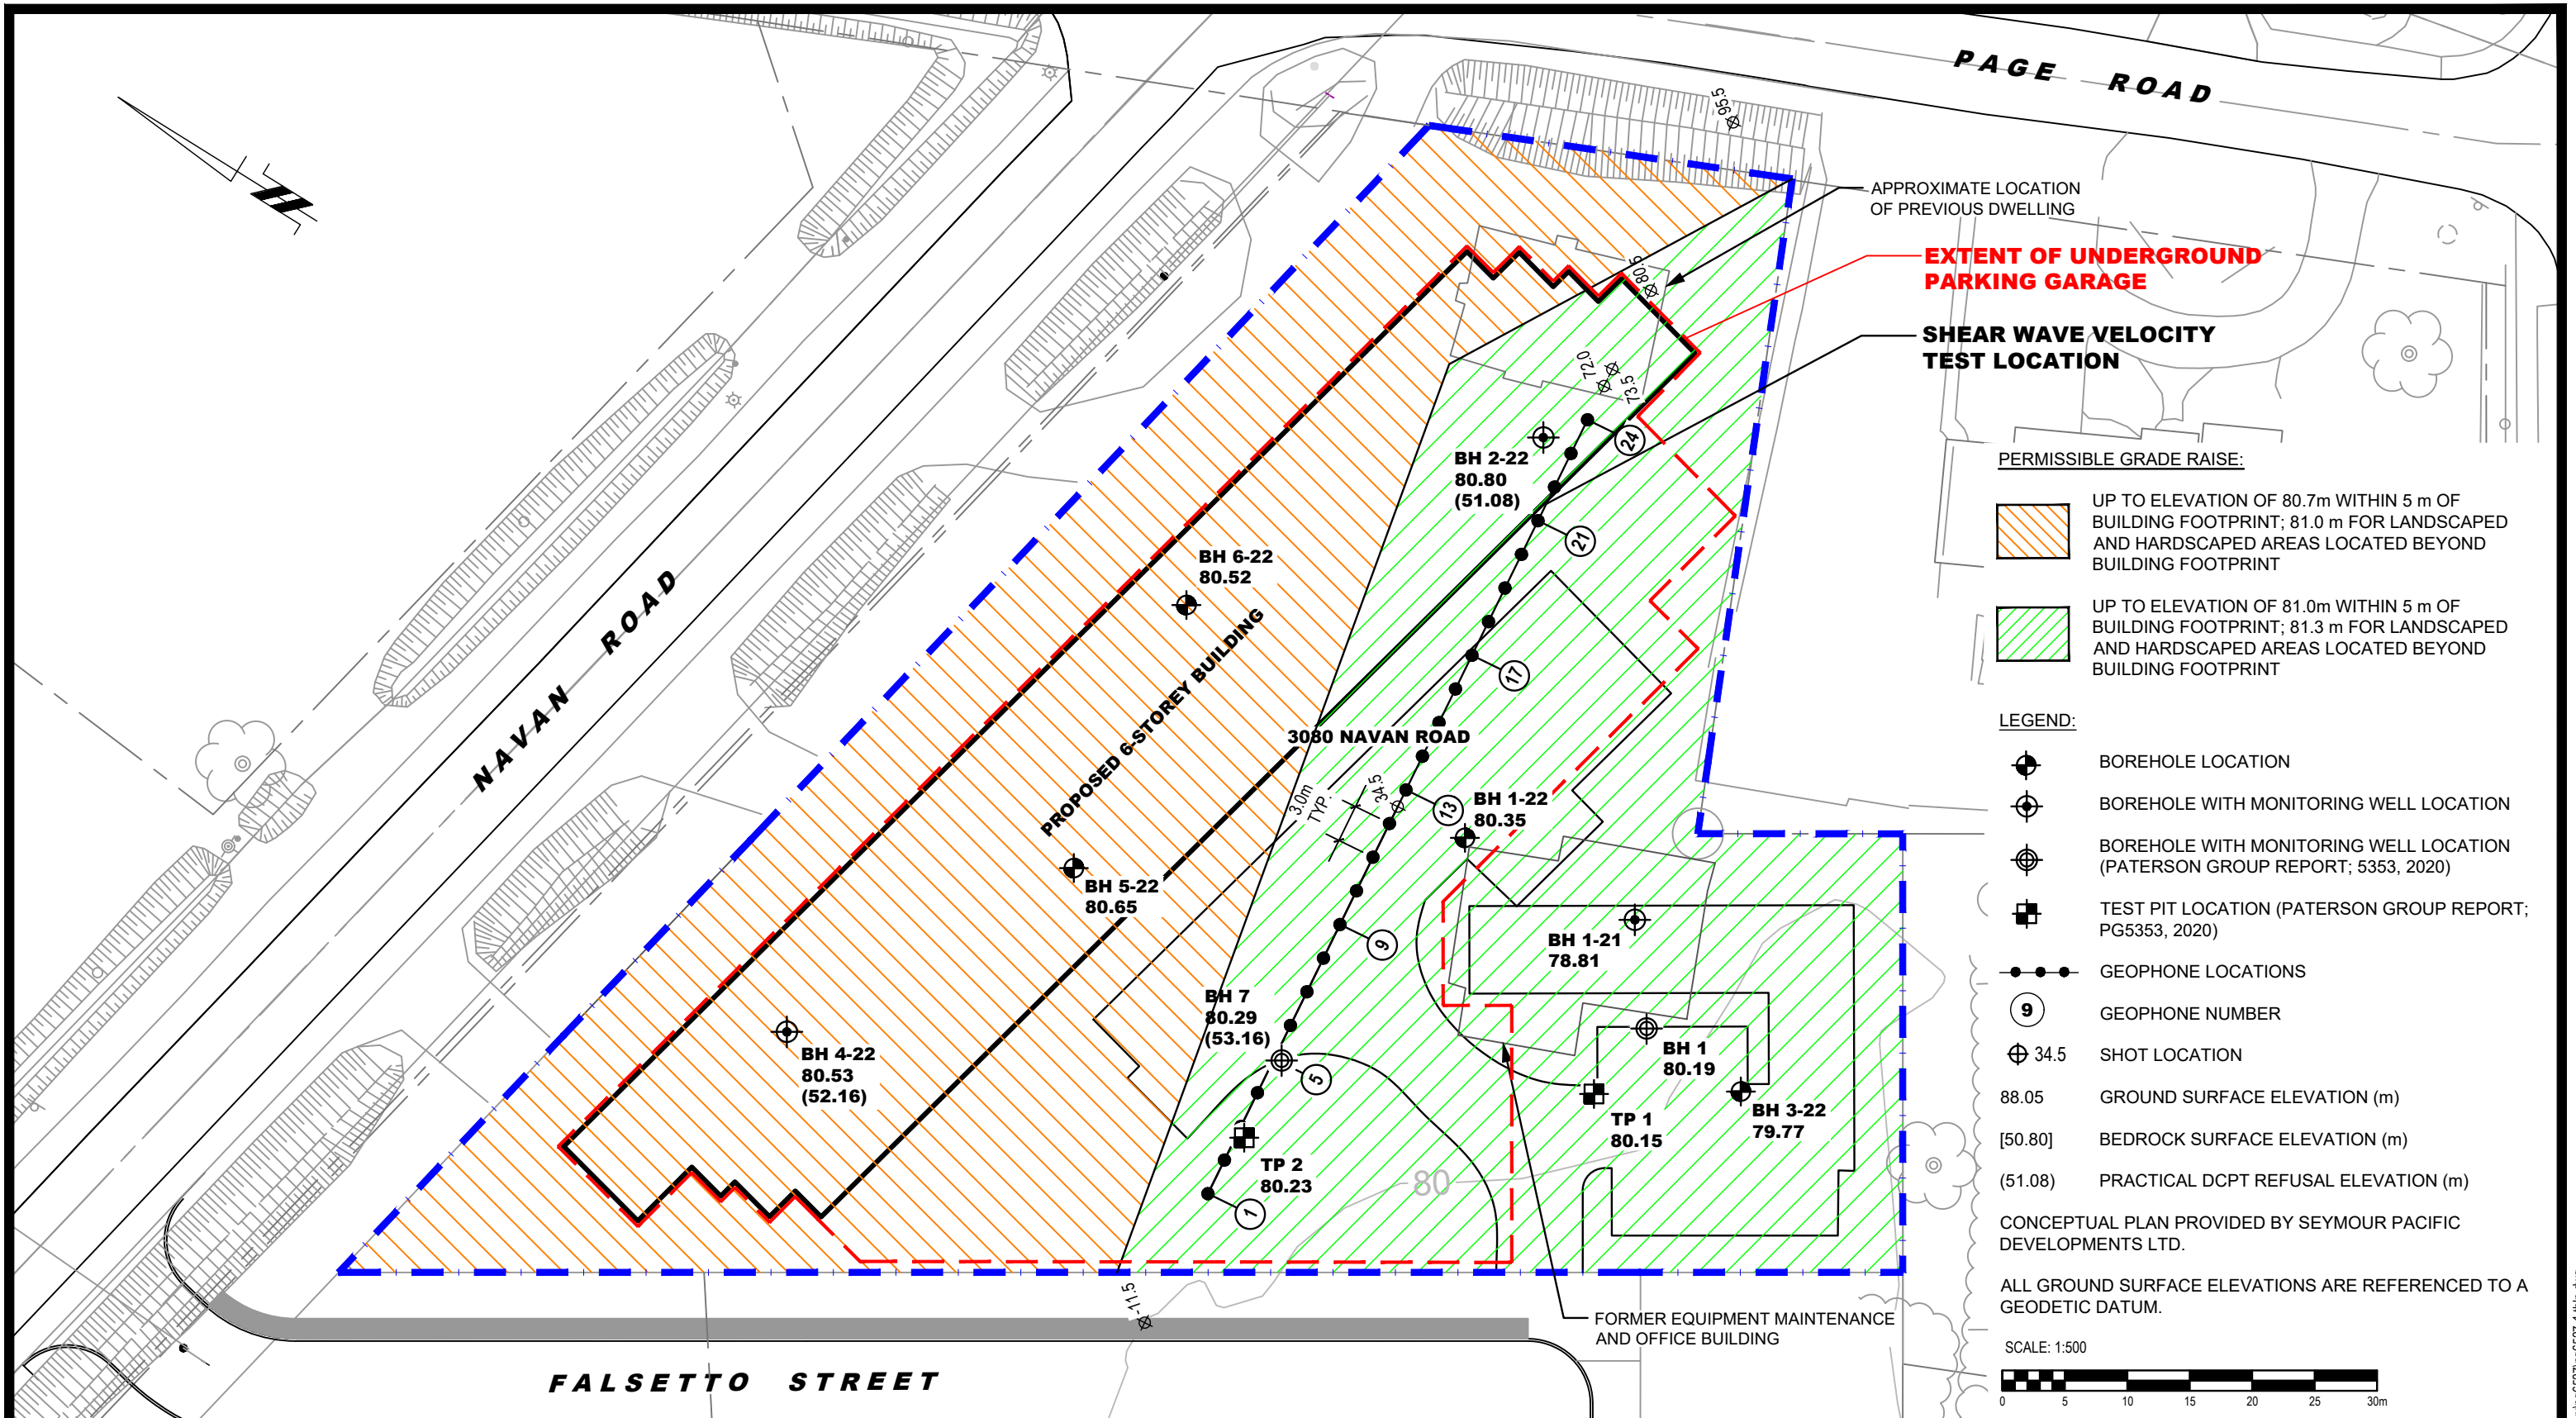 PAGE ROAD
95.5
APPROXIMATE LOCATION
OF PREVIOUS DWELLING
EXTENT OF UNDERGROUND
PARKING GARAGE
SHEAR WAVE VELOCITY
TEST LOCATION
80.5
72.0
73.5
24
BH 2-22
80.80
(51.08)
21
BH 6-22
80.52
NAVAN ROAD
PROPOSED 6-STOREY BUILDING
17
3080 NAVAN ROAD
3.0m
TYP.
34.5
13
BH 1-22
80.35
BH 5-22
80.65
9
BH 1-21
78.81
BH 7
80.29
(53.16)
BH 4-22
80.53
(52.16)
5
BH 1
80.19
TP 1
80.15
BH 3-22
79.77
TP 2
80.23
80
1
-11.5
FORMER EQUIPMENT MAINTENANCE
AND OFFICE BUILDING
FALSETTO STREET
PERMISSIBLE GRADE RAISE:
UP TO ELEVATION OF 80.7m WITHIN 5 m OF
BUILDING FOOTPRINT; 81.0 m FOR LANDSCAPED
AND HARDSCAPED AREAS LOCATED BEYOND
BUILDING FOOTPRINT
UP TO ELEVATION OF 81.0m WITHIN 5 m OF
BUILDING FOOTPRINT; 81.3 m FOR LANDSCAPED
AND HARDSCAPED AREAS LOCATED BEYOND
BUILDING FOOTPRINT
LEGEND:
BOREHOLE LOCATION
BOREHOLE WITH MONITORING WELL LOCATION
BOREHOLE WITH MONITORING WELL LOCATION
(PATERSON GROUP REPORT; 5353, 2020)
TEST PIT LOCATION (PATERSON GROUP REPORT;
PG5353, 2020)
GEOPHONE LOCATIONS
9 GEOPHONE NUMBER
34.5 SHOT LOCATION
88.05 GROUND SURFACE ELEVATION (m)
[50.80] BEDROCK SURFACE ELEVATION (m)
(51.08) PRACTICAL DCPT REFUSAL ELEVATION (m)
CONCEPTUAL PLAN PROVIDED BY SEYMOUR PACIFIC
DEVELOPMENTS LTD.
ALL GROUND SURFACE ELEVATIONS ARE REFERENCED TO A
GEODETIC DATUM.
SCALE: 1:500
0 5 10 15 20 25 30m